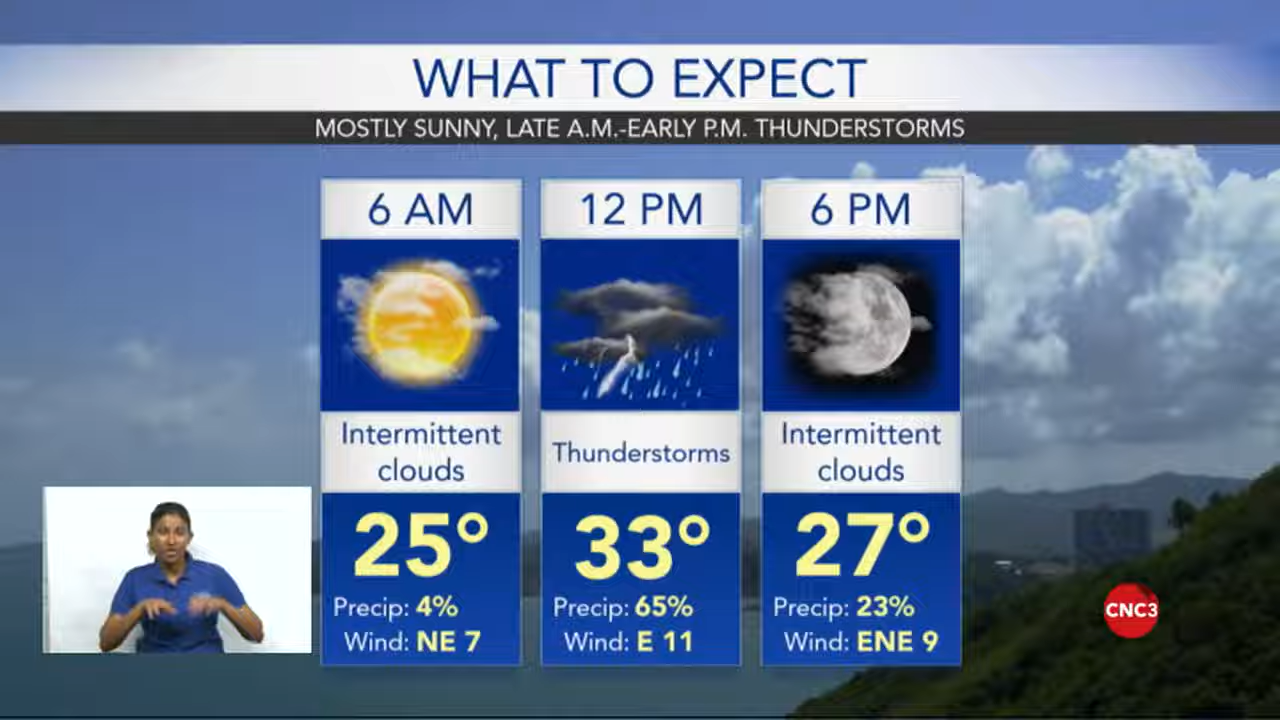 WHAT TO EXPECT
MOSTLY SUNNY, LATE A.M.-EARLY P.M. THUNDERSTORMS
6 AM
Intermittent
clouds
25°
Precip: 4%
Wind: NE 7
12 PM
Thunderstorms
33°
Precip: 65%
Wind: E 11
6 PM
Intermittent
clouds
27°
Precip: 23%
Wind: ENE 9
CNC3